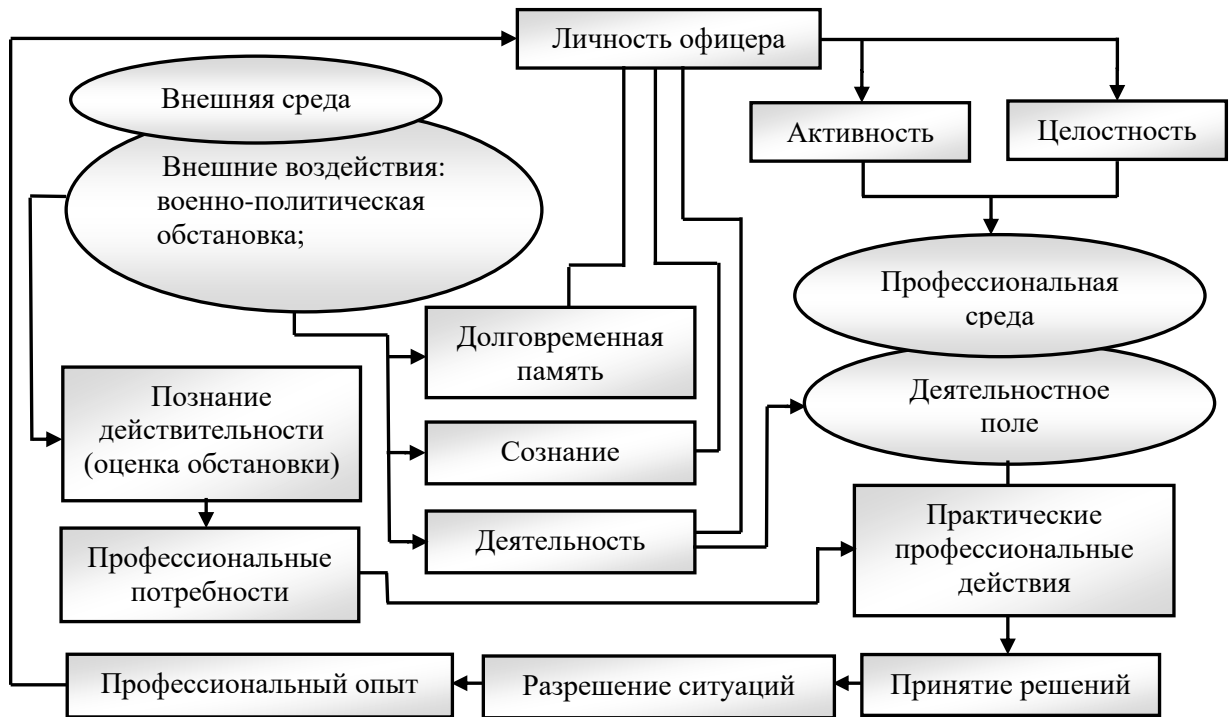 Личность офицера
Внешняя среда
Активность
Целостность
Внешние воздействия:
военно-политическая
обстановка;
Профессиональная
среда
Долговременная
память
Познание
действительности
(оценка обстановки)
Деятельностное
поле
Сознание
Деятельность
Практические
профессиональные
действия
Профессиональные
потребности
Профессиональный опыт
Разрешение ситуаций
Принятие решений